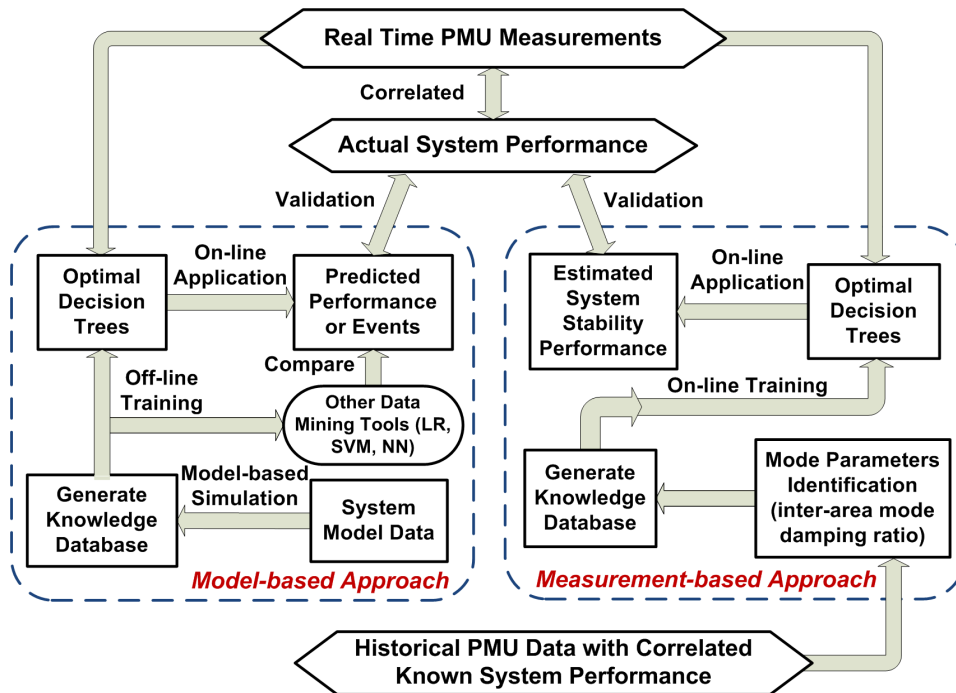 Real Time PMU Measurements
Correlated
Actual System Performance
Validation
Validation
Optimal
Decision
Trees
On-line
Application
Predicted
Performance
or Events
Compare
Off-line
Training
Other Data
Mining Tools (LR,
SVM, NN)
Generate
Knowledge
Database
Model-based
Simulation
System
Model Data
Model-based Approach
Estimated
System
Stability
Performance
On-line
Application
Optimal
Decision
Trees
On-line Training
Generate
Knowledge
Database
Mode Parameters
Identification
(inter-area mode
damping ratio)
Measurement-based Approach
Historical PMU Data with Correlated
Known System Performance